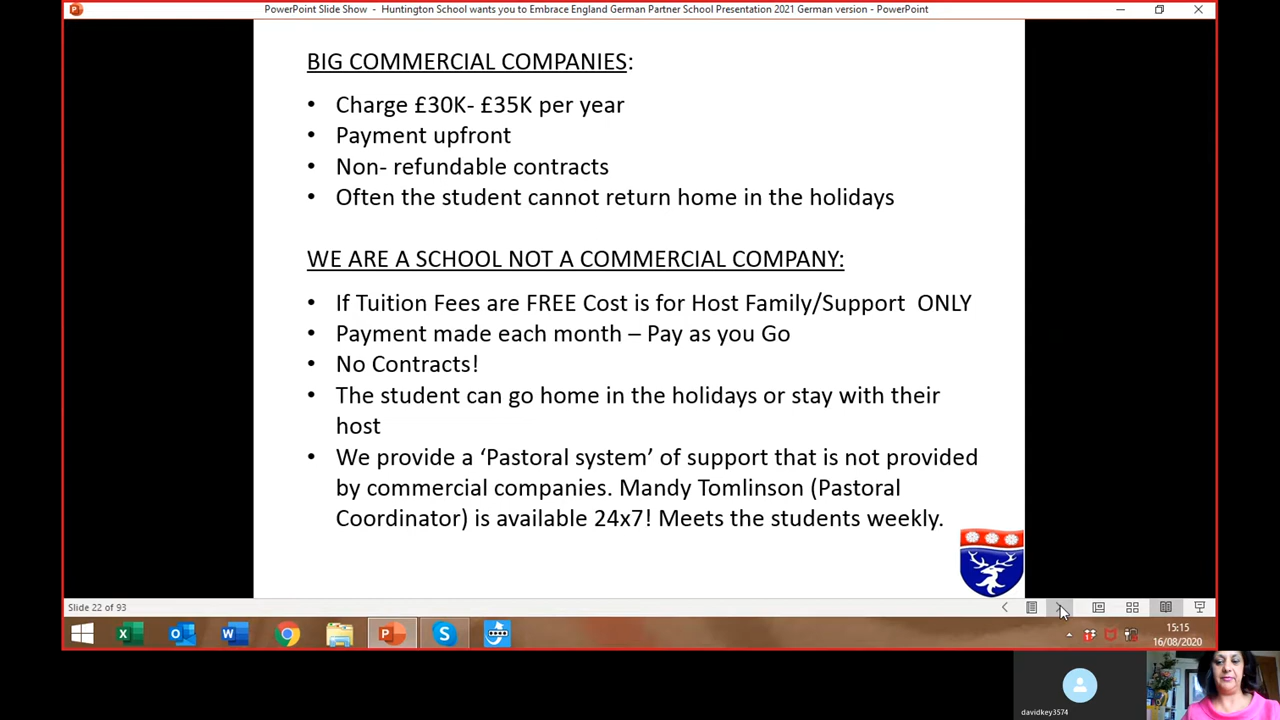 PowerPoint Slide Show - Huntington School wants you to Embrace England German Partner School Presentation 2021 German version - PowerPoint
BIG COMMERCIAL COMPANIES:
• Charge £30K- £35K per year
• Payment upfront
• Non- refundable contracts
• Often the student cannot return home in the holidays
WE ARE A SCHOOL NOT A COMMERCIAL COMPANY:
• If Tuition Fees are FREE Cost is for Host Family/Support ONLY
• Payment made each month – Pay as you Go
• No Contracts!
• The student can go home in the holidays or stay with their
host
• We provide a ‘Pastoral system’ of support that is not provided
by commercial companies. Mandy Tomlinson (Pastoral
Coordinator) is available 24x7! Meets the students weekly.
Slide 22 of 93
15:15
16/08/2020
davidkey3574